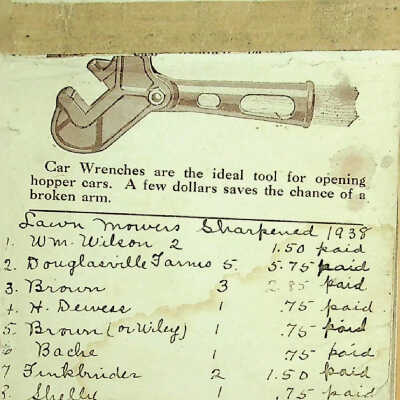 Car Wrenches are the ideal tool for opening
hopper cars. A few dollars saves the chance of a
broken arm.
Lawn Mowers Sharpened 1938
1. Wm. Wilson 2 1.50 paid
2. Douglasville Farms 5. 5.75 paid
3. Brown 3 2.85 paid
4. H. Dewess 1 .75 paid.
5. Brown (or Wiley) 1 .75 paid
6 Bache 1 .75 paid
7 Finkbinder 2 1.50 paid
8. Shelly 1 .75 paid